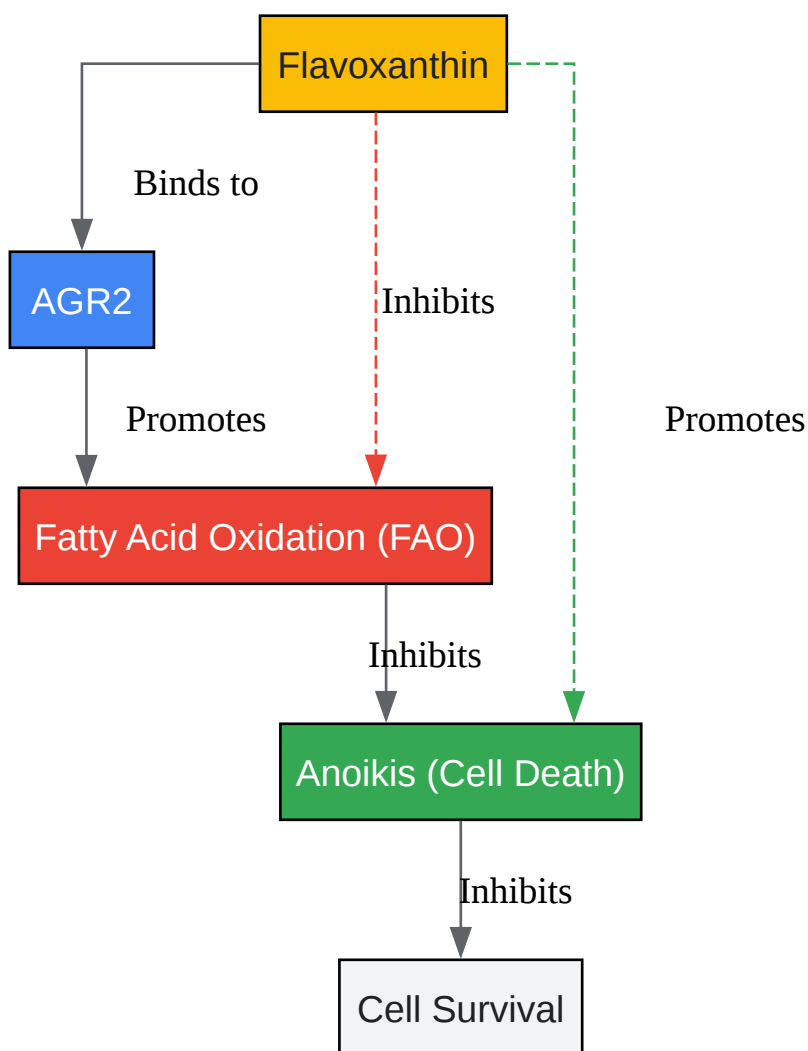 Flavoxanthin
Binds to
AGR2
Inhibits
Promotes
Promotes
Fatty Acid Oxidation (FAO)
Inhibits
Anoikis (Cell Death)
Inhibits
Cell Survival